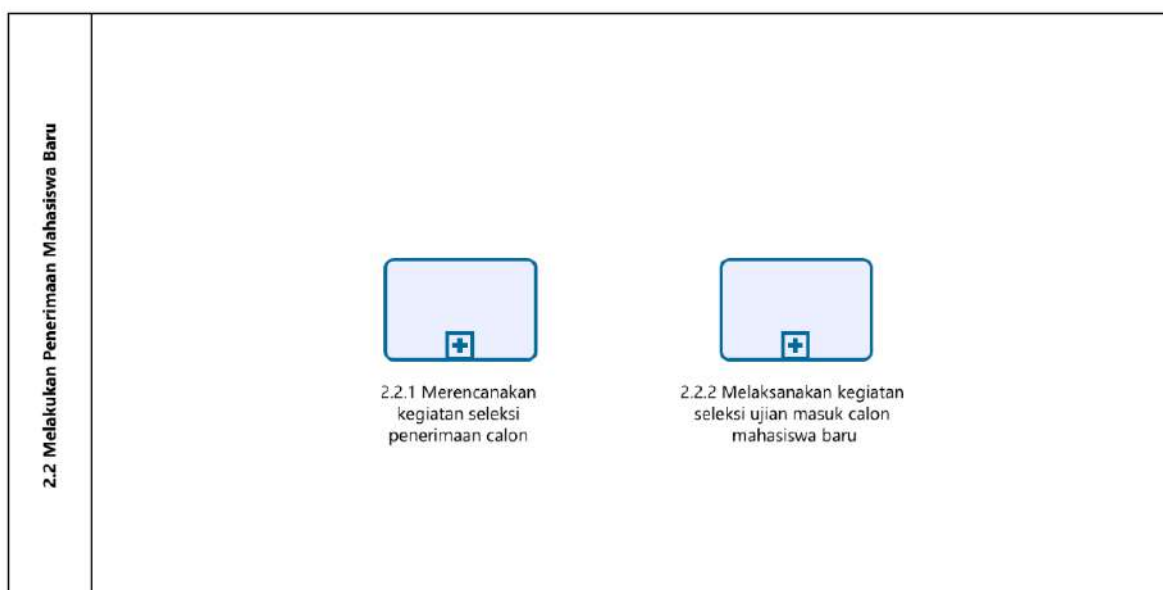 2.2 Melakukan Penerimaan Mahasiswa Baru
2.2.1 Merencanakan
kegiatan seleksi
penerimaan calon
2.2.2 Melaksanakan kegiatan
seleksi ujian masuk calon
mahasiswa baru